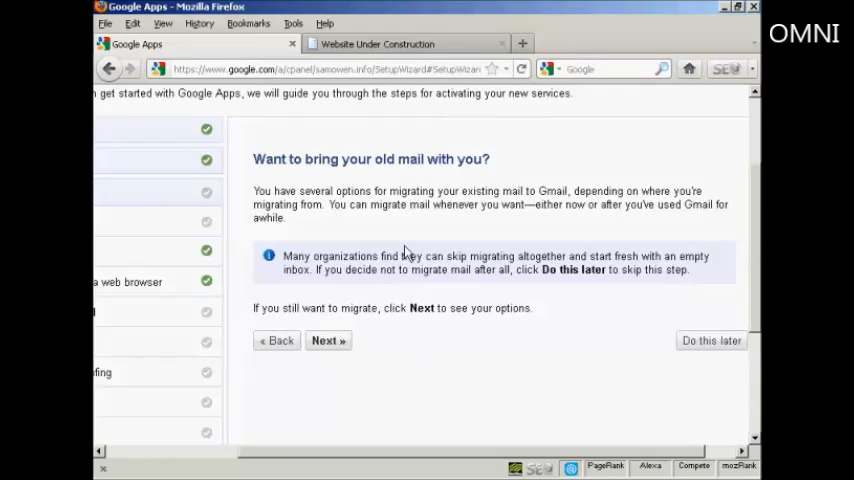 Google Apps - Mozilla Firefox
OMNI
File Edit View History Bookmarks Tools Help
Google Apps
Website Under Construction
https://www.google.com/a/cpanel/samowen.info/SetupWizard#SetupWizar
Google
get started with Google Apps, we will guide you through the steps for activating your new services.
Want to bring your old mail with you?
You have several options for migrating your existing mail to Gmail, depending on where you're
migrating from. You can migrate mail whenever you want—either now or after you've used Gmail for
awhile.
Many organizations find they can skip migrating altogether and start fresh with an empty
inbox. If you decide not to migrate mail after all, click Do this later to skip this step.
a web browser
If you still want to migrate, click Next to see your options.
« Back Next » Do this later
PageRank Alexa Compete mozRank